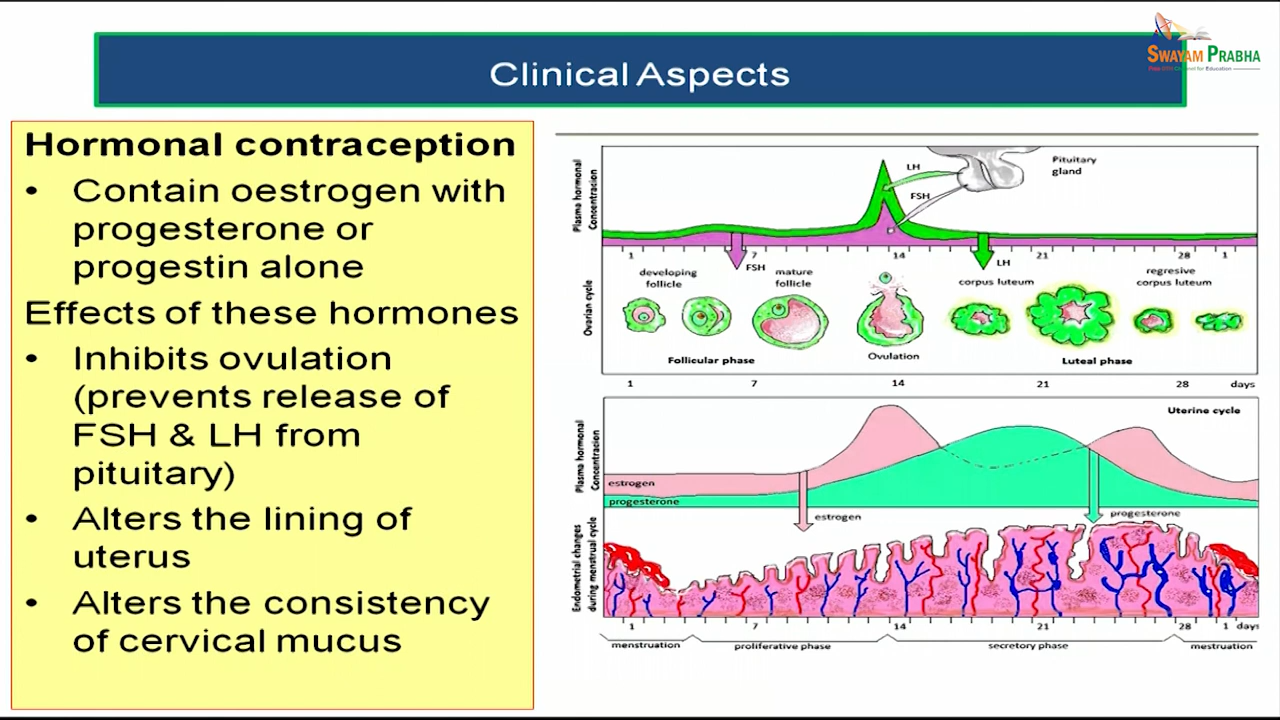 SWAYAM PRABHA
Clinical Aspects
Hormonal contraception
• Contain oestrogen with
progesterone or
progestin alone
Effects of these hormones
• Inhibits ovulation
(prevents release of
FSH & LH from
pituitary)
• Alters the lining of
uterus
• Alters the consistency
of cervical mucus
Plasma hormonal
Concentracion
LH
FSH
Pituitary
gland
1 7 14 21 28 1
FSH
LH
Ovarian cycle
developing
follicle
mature
follicle
corpus luteum
regresive
corpus luteum
Follicular phase
Ovulation
Luteal phase
1 7 14 21 28 days
Plasma hormonal
Concentracion
Uterine cycle
estrogen
progesterone
estrogen
progesterone
Endometrial changes
during menstrual cycle
1 7 14 21 28 1 days
menstruation
proliferative phase
secretory phase
mestruation